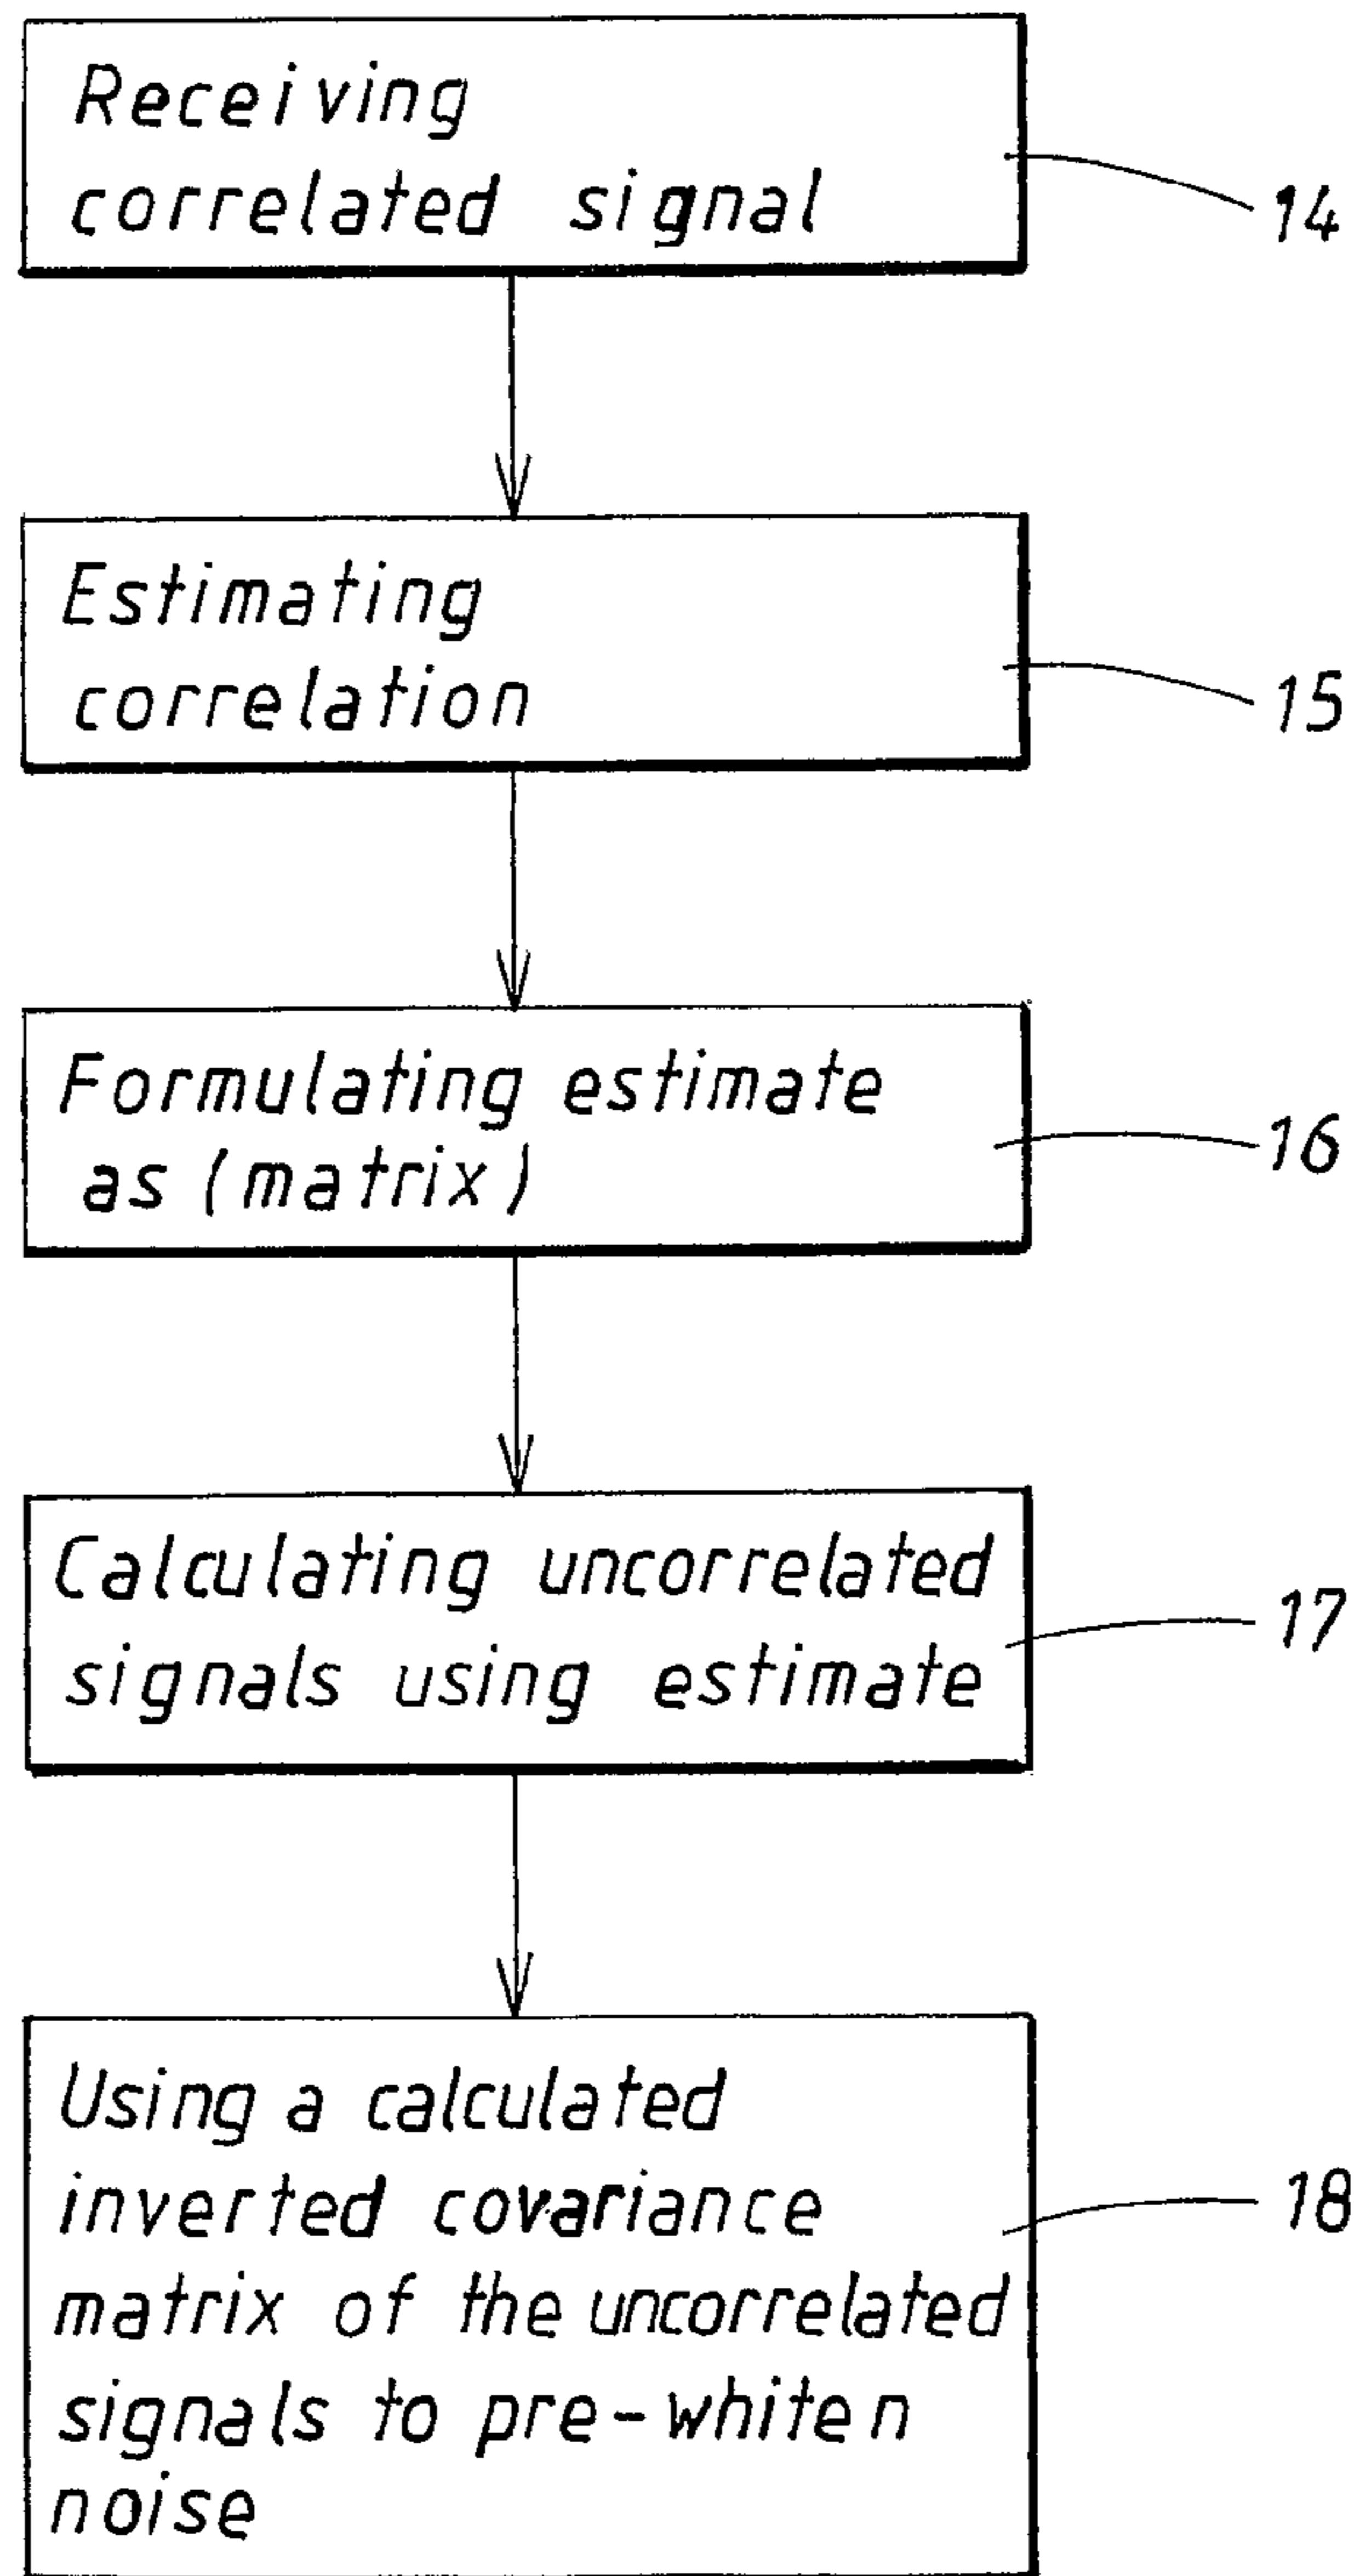 Receiving
correlated signal
14
Estimating
correlation
15
Formulating estimate
as (matrix)
16
Calculating uncorrelated
signals using estimate
17
Using a calculated
inverted covariance
matrix of the uncorrelated
signals to pre-whiten
noise
18